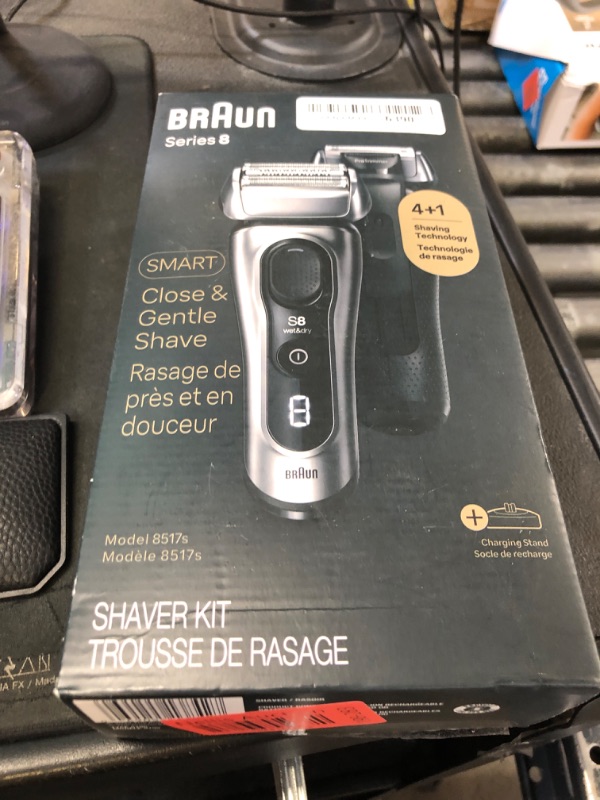 BRAUN
Series 8
4+1
Shaving
Technology
Technologie
de rasage
SMART
Close &
Gentle
Shave
Rasage de
près et en
douceur
S8
wet&dry
8
BRAUN
Model 8517s
Modèle 8517s
+
Charging Stand
Socle de recharge
SHAVER KIT
TROUSSE DE RASAGE
SHAVER / RASOIR